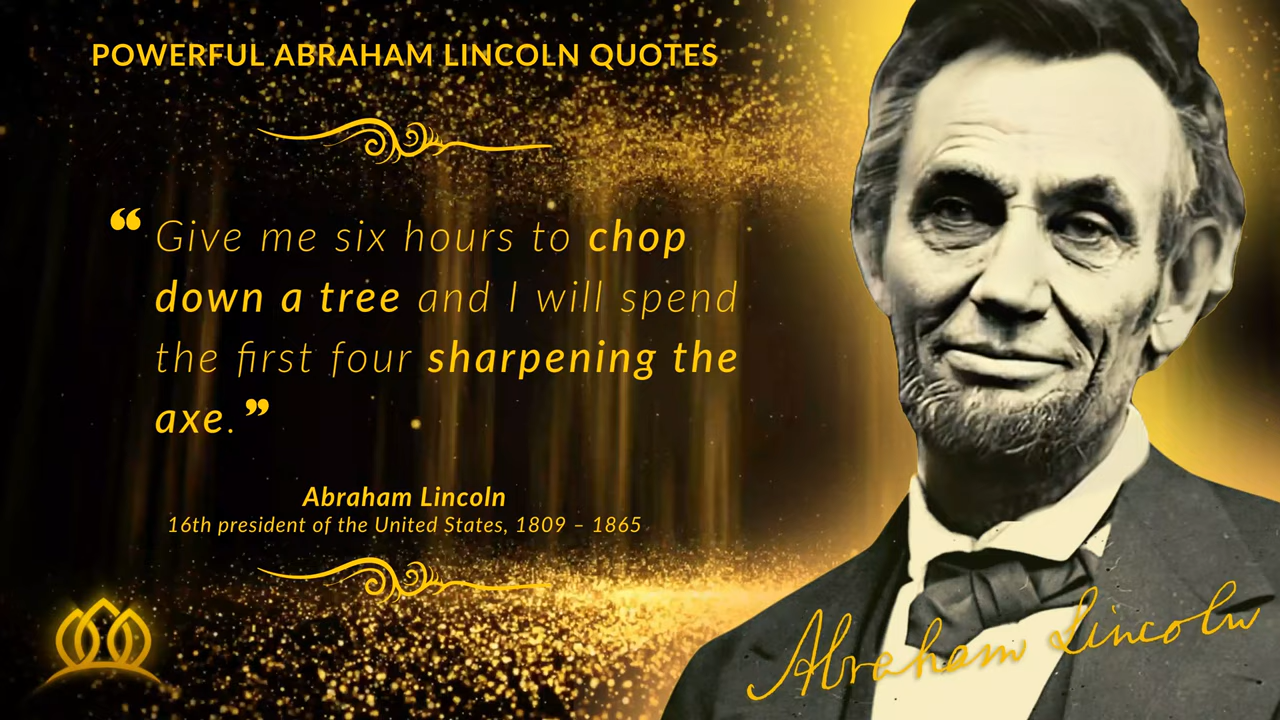 POWERFUL ABRAHAM LINCOLN QUOTES
❝ Give me six hours to chop
down a tree and I will spend
the first four sharpening the
axe. ❞
Abraham Lincoln
16th president of the United States, 1809 – 1865
Abraham Lincoln